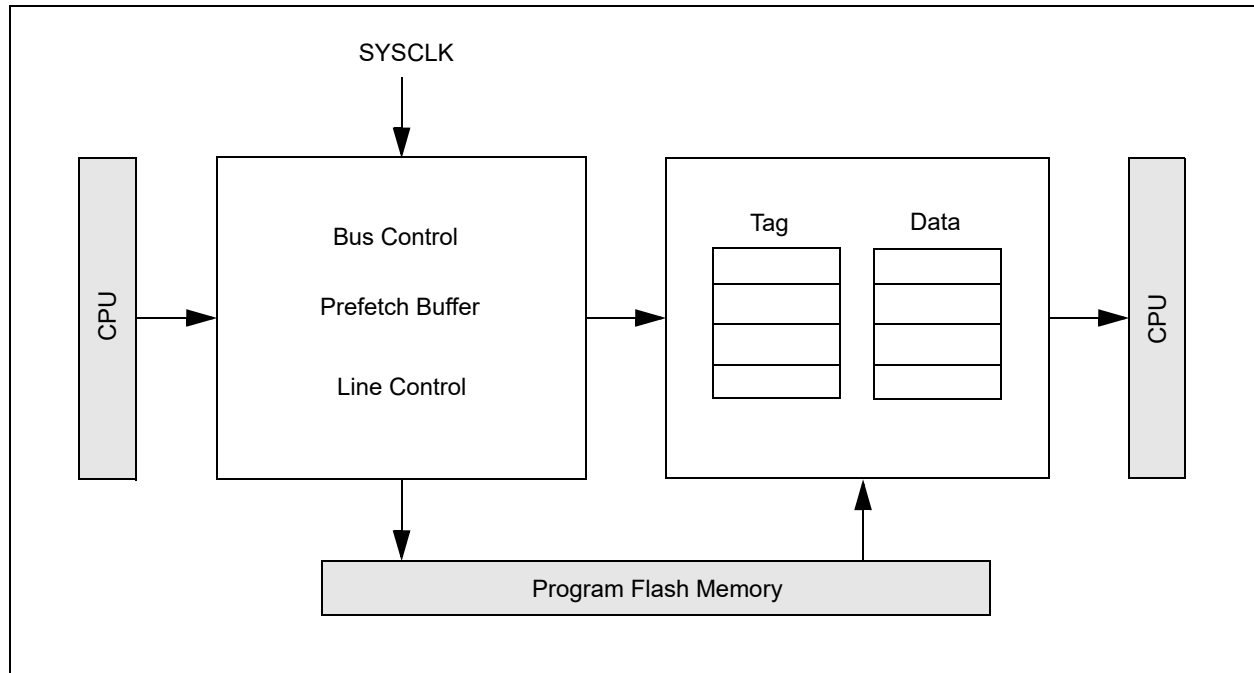 SYSCLK
CPU
Bus Control
Prefetch Buffer
Line Control
Tag
Data
CPU
Program Flash Memory